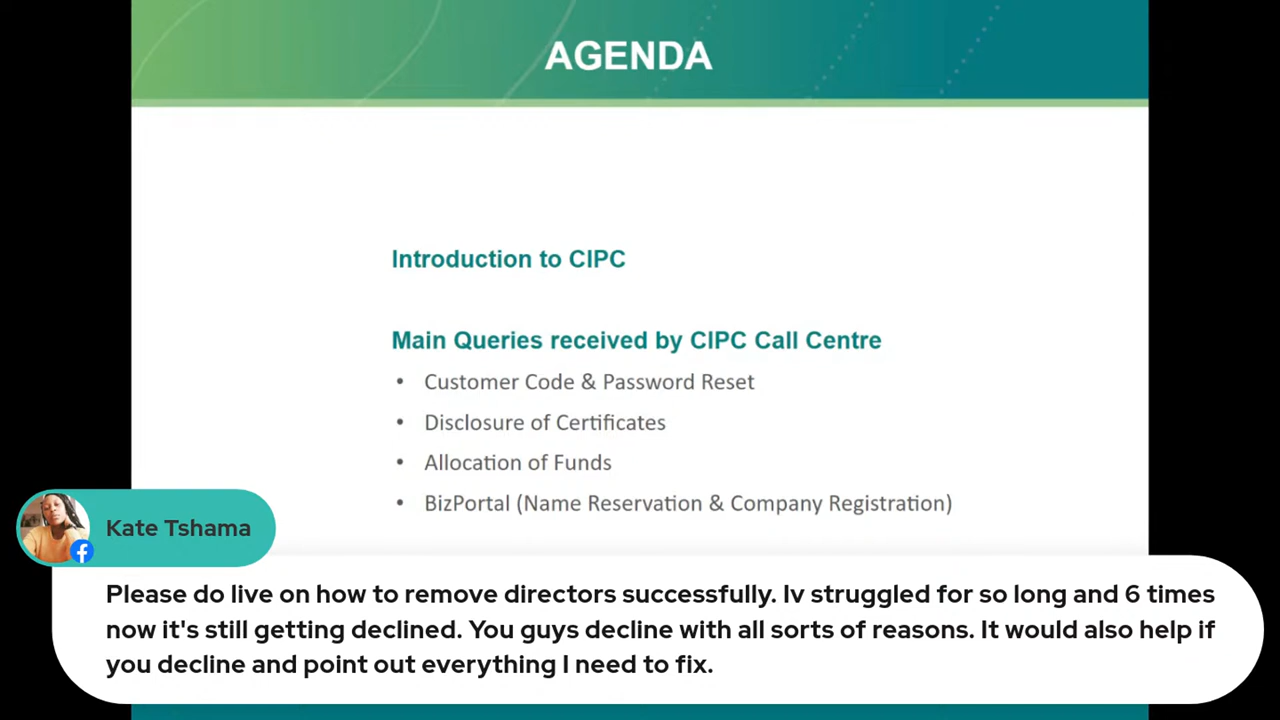 AGENDA
Introduction to CIPC
Main Queries received by CIPC Call Centre
• Customer Code & Password Reset
• Disclosure of Certificates
• Allocation of Funds
• BizPortal (Name Reservation & Company Registration)
Kate Tshama
Please do live on how to remove directors successfully. Iv struggled for so long and 6 times
now it's still getting declined. You guys decline with all sorts of reasons. It would also help if
you decline and point out everything I need to fix.